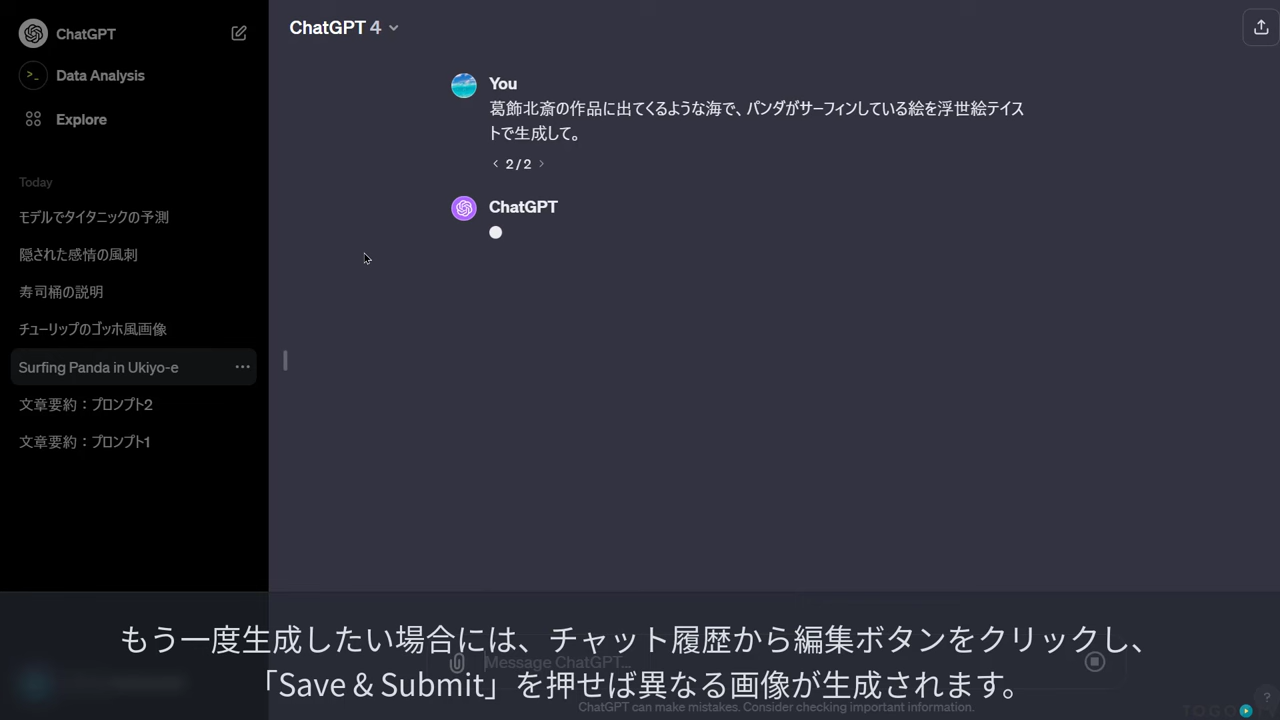 ChatGPT
Data Analysis
Explore
Today
モデルでタイタニックの予測
隠された感情の風刺
寿司桶の説明
チューリップのゴッホ風画像
Surfing Panda in Ukiyo-e
文章要約：プロンプト2
文章要約：プロンプト1
ChatGPT 4
You
葛飾北斎の作品に出てくるような海で、パンダがサーフィンしている絵を浮世絵テイス
トで生成して。
< 2 / 2 >
ChatGPT
Message ChatGPT...
もう一度生成したい場合には、チャット履歴から編集ボタンをクリックし、
「Save & Submit」を押せば異なる画像が生成されます。
ChatGPT can make mistakes. Consider checking important information.
?
TOGO